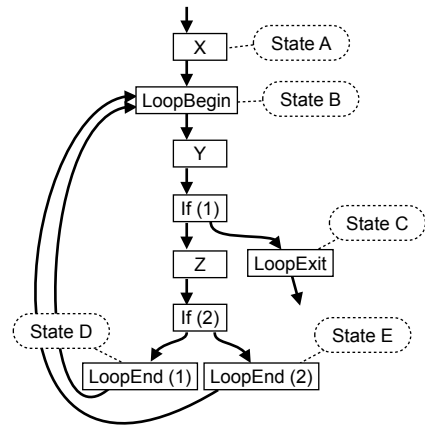 X
State A
LoopBegin
State B
Y
If (1)
State C
Z
LoopExit
If (2)
State D
State E
LoopEnd (1)
LoopEnd (2)